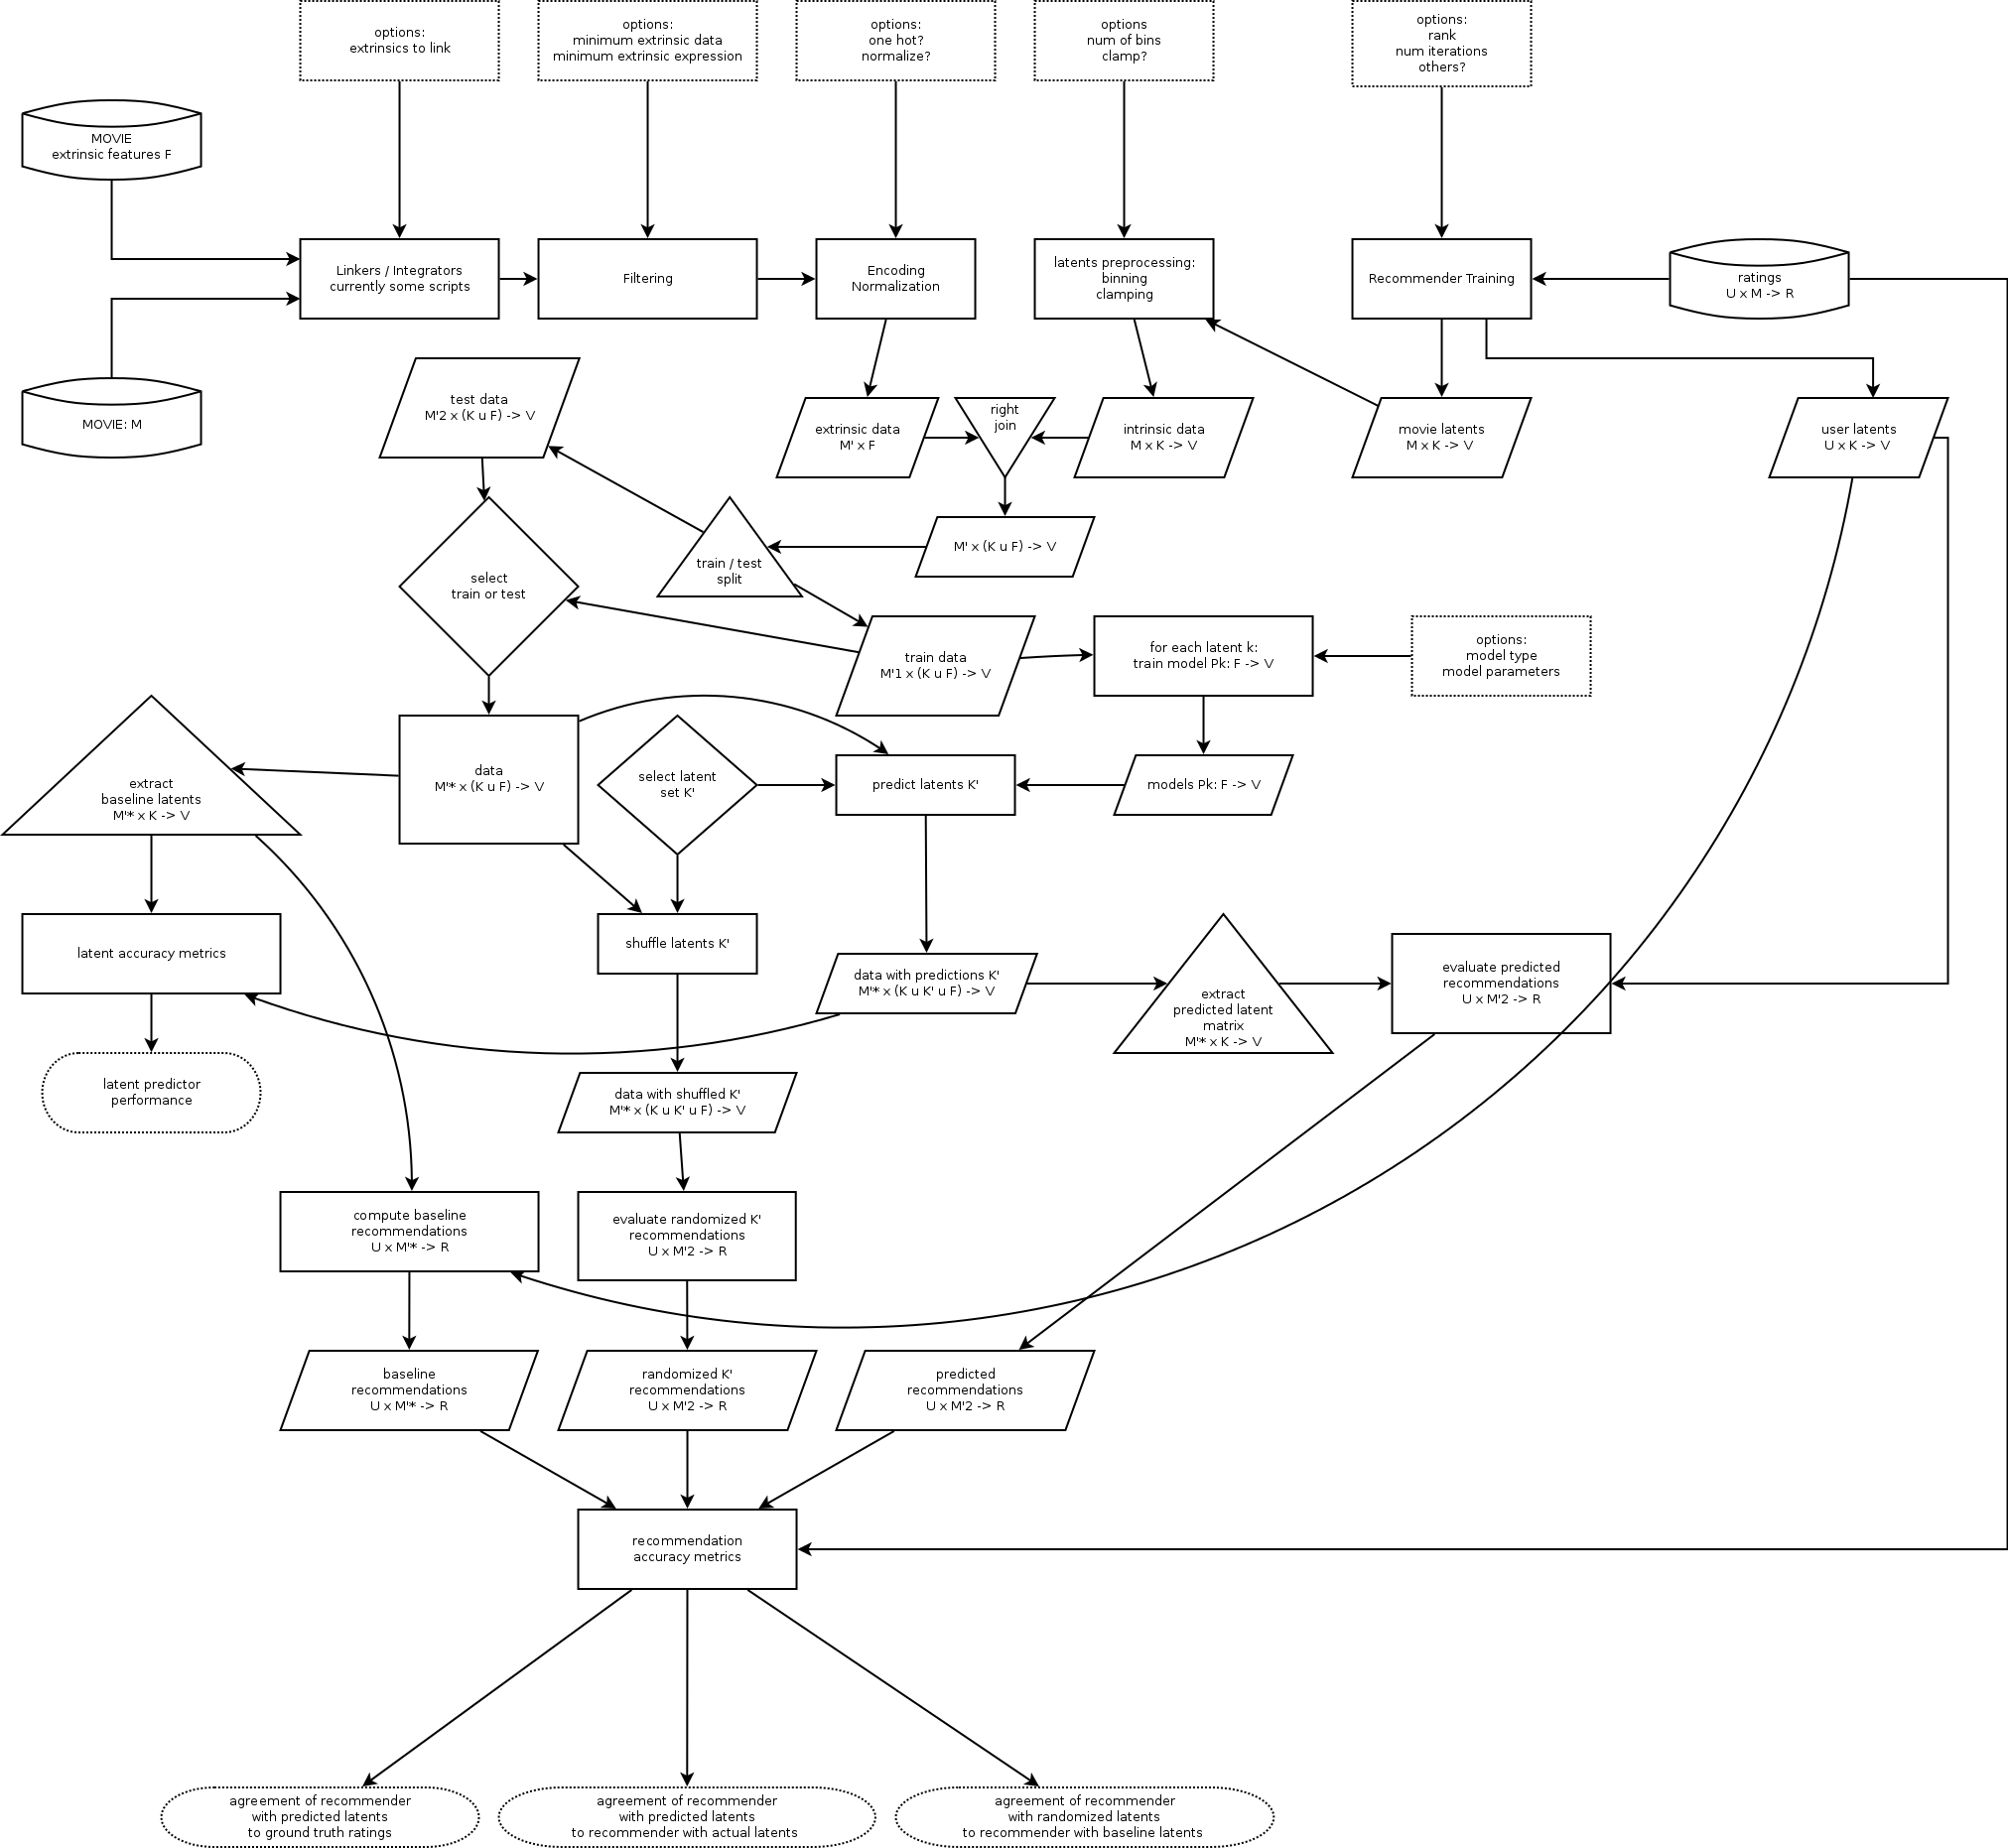 options:
extrinsics to link
options:
minimum extrinsic data
minimum extrinsic expression
options:
one hot?
normalize?
options
num of bins
clamp?
options:
rank
num iterations
others?
MOVIE
extrinsic features F
Linkers / Integrators
currently some scripts
Filtering
Encoding
Normalization
latents preprocessing:
binning
clamping
Recommender Training
ratings
U x M -> R
MOVIE: M
test data
M'2 x (K u F) -> V
extrinsic data
M' x F
right
join
intrinsic data
M x K -> V
movie latents
M x K -> V
user latents
U x K -> V
M' x (K u F) -> V
train / test
split
select
train or test
train data
M'1 x (K u F) -> V
for each latent k:
train model Pk: F -> V
options:
model type
model parameters
extract
baseline latents
M'* x K -> V
data
M'* x (K u F) -> V
select latent
set K'
predict latents K'
models Pk: F -> V
latent accuracy metrics
shuffle latents K'
data with predictions K'
M'* x (K u K' u F) -> V
extract
predicted latent
matrix
M'* x K -> V
evaluate predicted
recommendations
U x M'2 -> R
latent predictor
performance
data with shuffled K'
M'* x (K u K' u F) -> V
compute baseline
recommendations
U x M'* -> R
evaluate randomized K'
recommendations
U x M'2 -> R
baseline
recommendations
U x M'* -> R
randomized K'
recommendations
U x M'2 -> R
predicted
recommendations
U x M'2 -> R
recommendation
accuracy metrics
agreement of recommender
with predicted latents
to ground truth ratings
agreement of recommender
with predicted latents
to recommender with actual latents
agreement of recommender
with randomized latents
to recommender with baseline latents